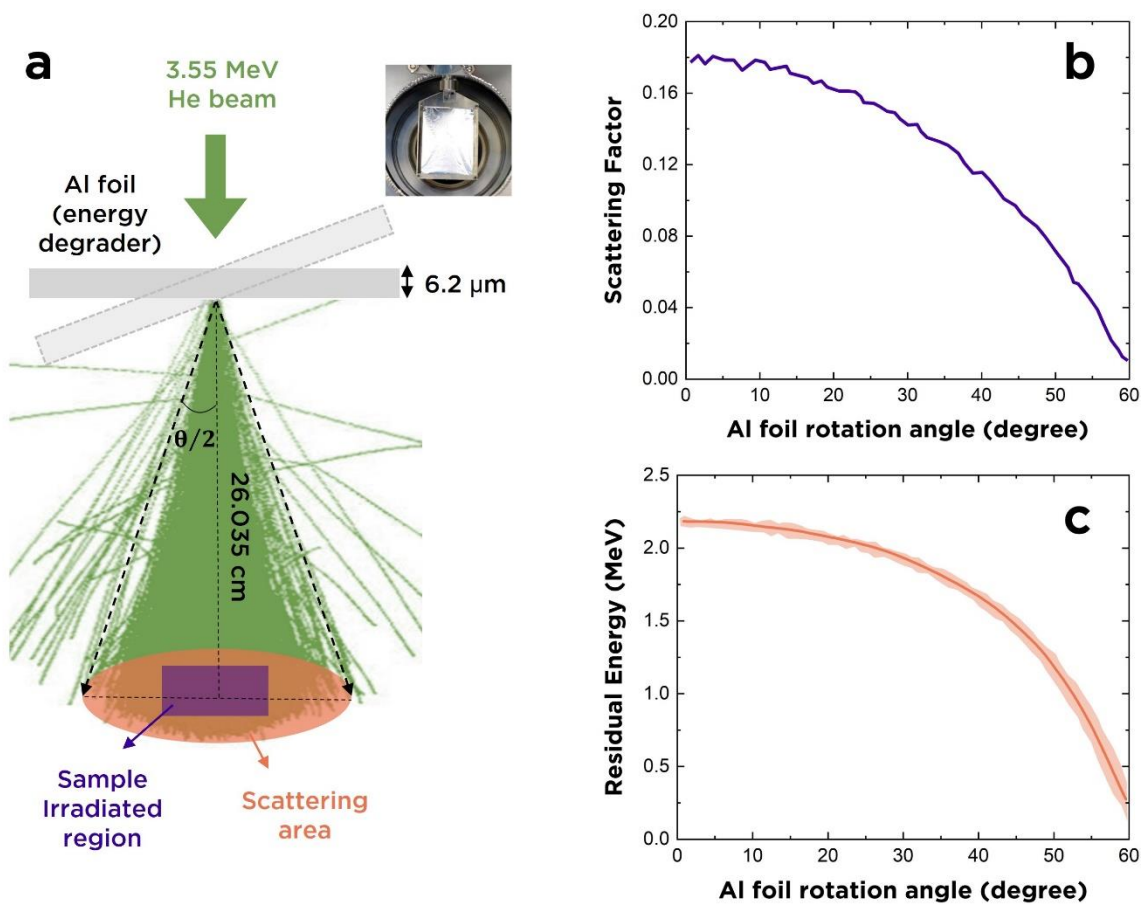 a
3.55 MeV
He beam
Al foil
(energy
degrader)
6.2 μm
θ/2
26.035 cm
Sample
Irradiated
region
Scattering
area
b
Scattering Factor
0.20
0.16
0.12
0.08
0.04
0.00
0 10 20 30 40 50 60
Al foil rotation angle (degree)
c
Residual Energy (MeV)
2.5
2.0
1.5
1.0
0.5
0.0
0 10 20 30 40 50 60
Al foil rotation angle (degree)